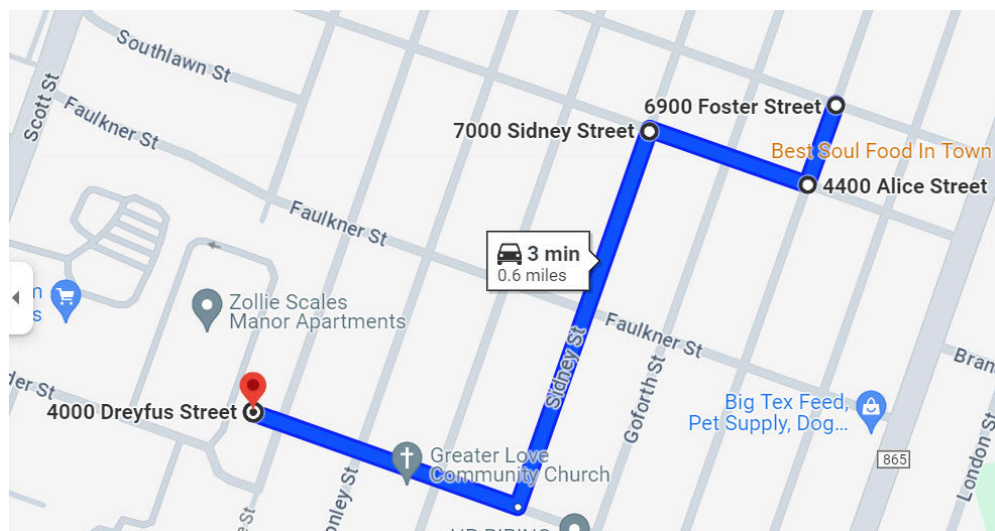 Southlawn St
Scott St
Faulkner St
6900 Foster Street
7000 Sidney Street
Best Soul Food In Town
4400 Alice Street
Faulkner St
3 min
0.6 miles
Zollie Scales
Manor Apartments
Faulkner St
Sidney St
Goforth St
4000 Dreyfus Street
Big Tex Feed,
Pet Supply, Dog...
Greater Love
Community Church
865
London St